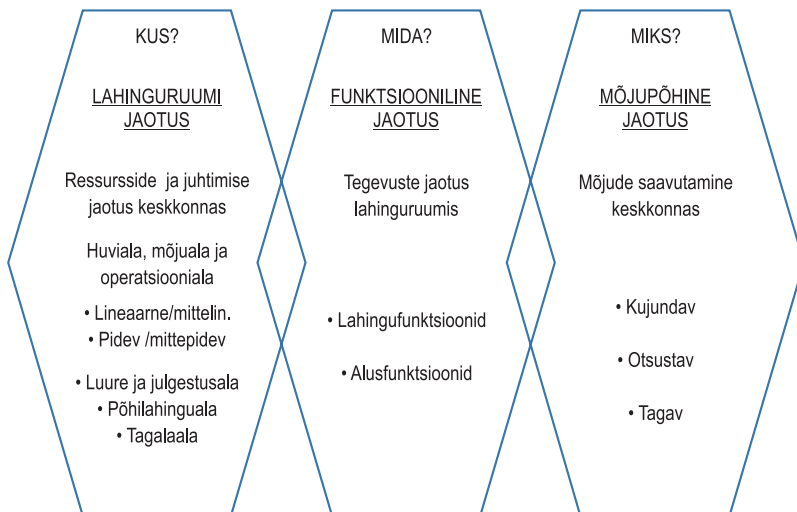 KUS?
LAHINGURUUMI
JAOTUS
Ressursside ja juhtimise
jaotus keskkonnas
Huviala, mõjuala ja
operatsiooniala
• Lineaarne/mittelin.
• Pidev /mittepidev
• Luure ja julgestusala
• Põhilahinguala
• Tagalaala
MIDA?
FUNKTSIOONILINE
JAOTUS
Tegevuste jaotus
lahinguruumis
• Lahingufunktsioonid
• Alusfunktsioonid
MIKS?
MÕJUPÕHINE
JAOTUS
Mõjude saavutamine
keskkonnas
• Kujundav
• Otsustav
• Tagav